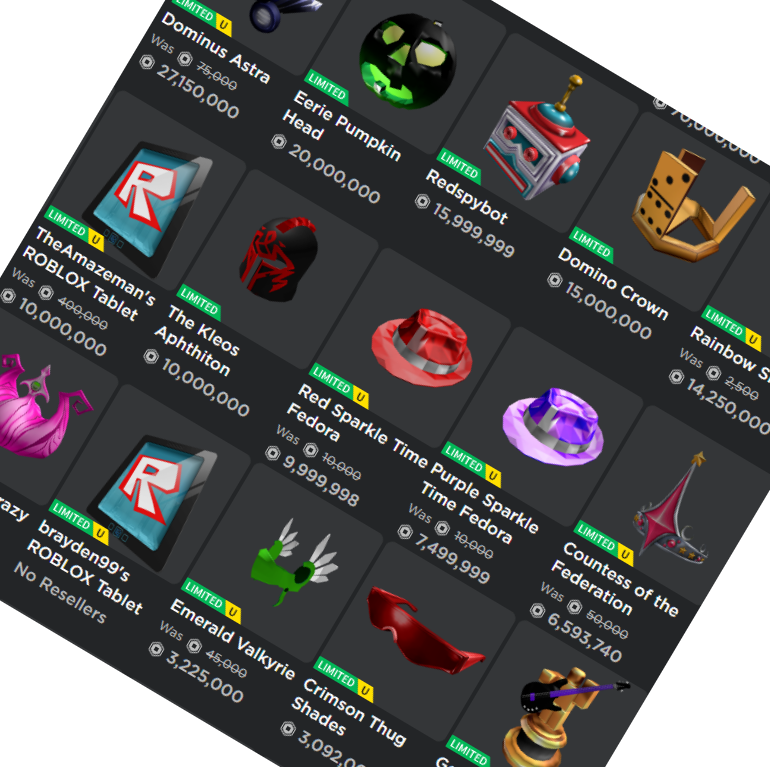 LIMITED U
Dominus Astra
Was 75,000
27,150,000
LIMITED
Eerie Pumpkin
Head
20,000,000
LIMITED
Redspybot
15,999,999
LIMITED
Domino Crown
15,000,000
LIMITED U
Rainbow
Was 2,500
14,250,000
LIMITED U
TheAmazeman's
ROBLOX Tablet
Was 400,000
10,000,000
LIMITED
The Kleos
Aphthiton
10,000,000
LIMITED U
Red Sparkle Time
Fedora
Was 10,000
9,999,998
LIMITED U
Purple Sparkle
Time Fedora
Was 10,000
7,499,999
LIMITED U
Countess of the
Federation
Was 50,000
6,593,740
LIMITED U
brayden99's
ROBLOX Tablet
No Resellers
LIMITED U
Emerald Valkyrie
Was 45,000
3,225,000
LIMITED U
Crimson Thug
Shades
3,092,0
LIMITED